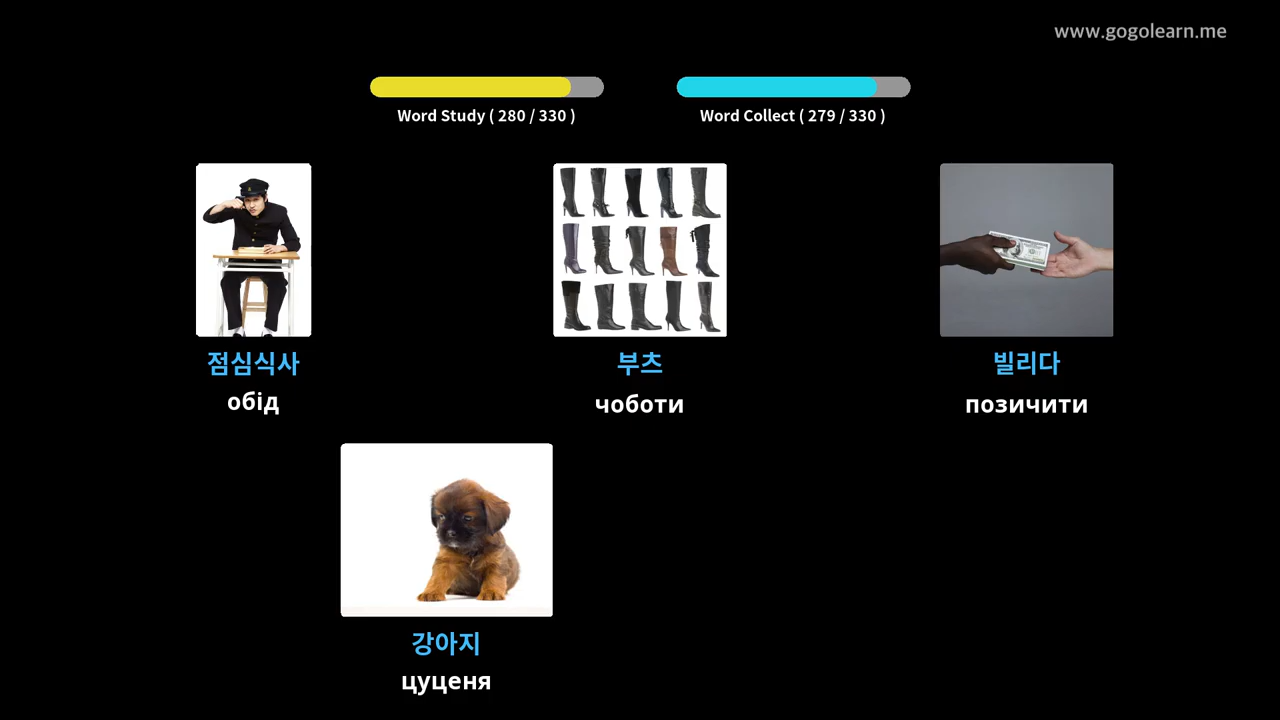 www.gogolearn.me
Word Study ( 280 / 330 )
Word Collect ( 279 / 330 )
점심식사
обід
부츠
чоботи
빌리다
позичити
강아지
цуценя